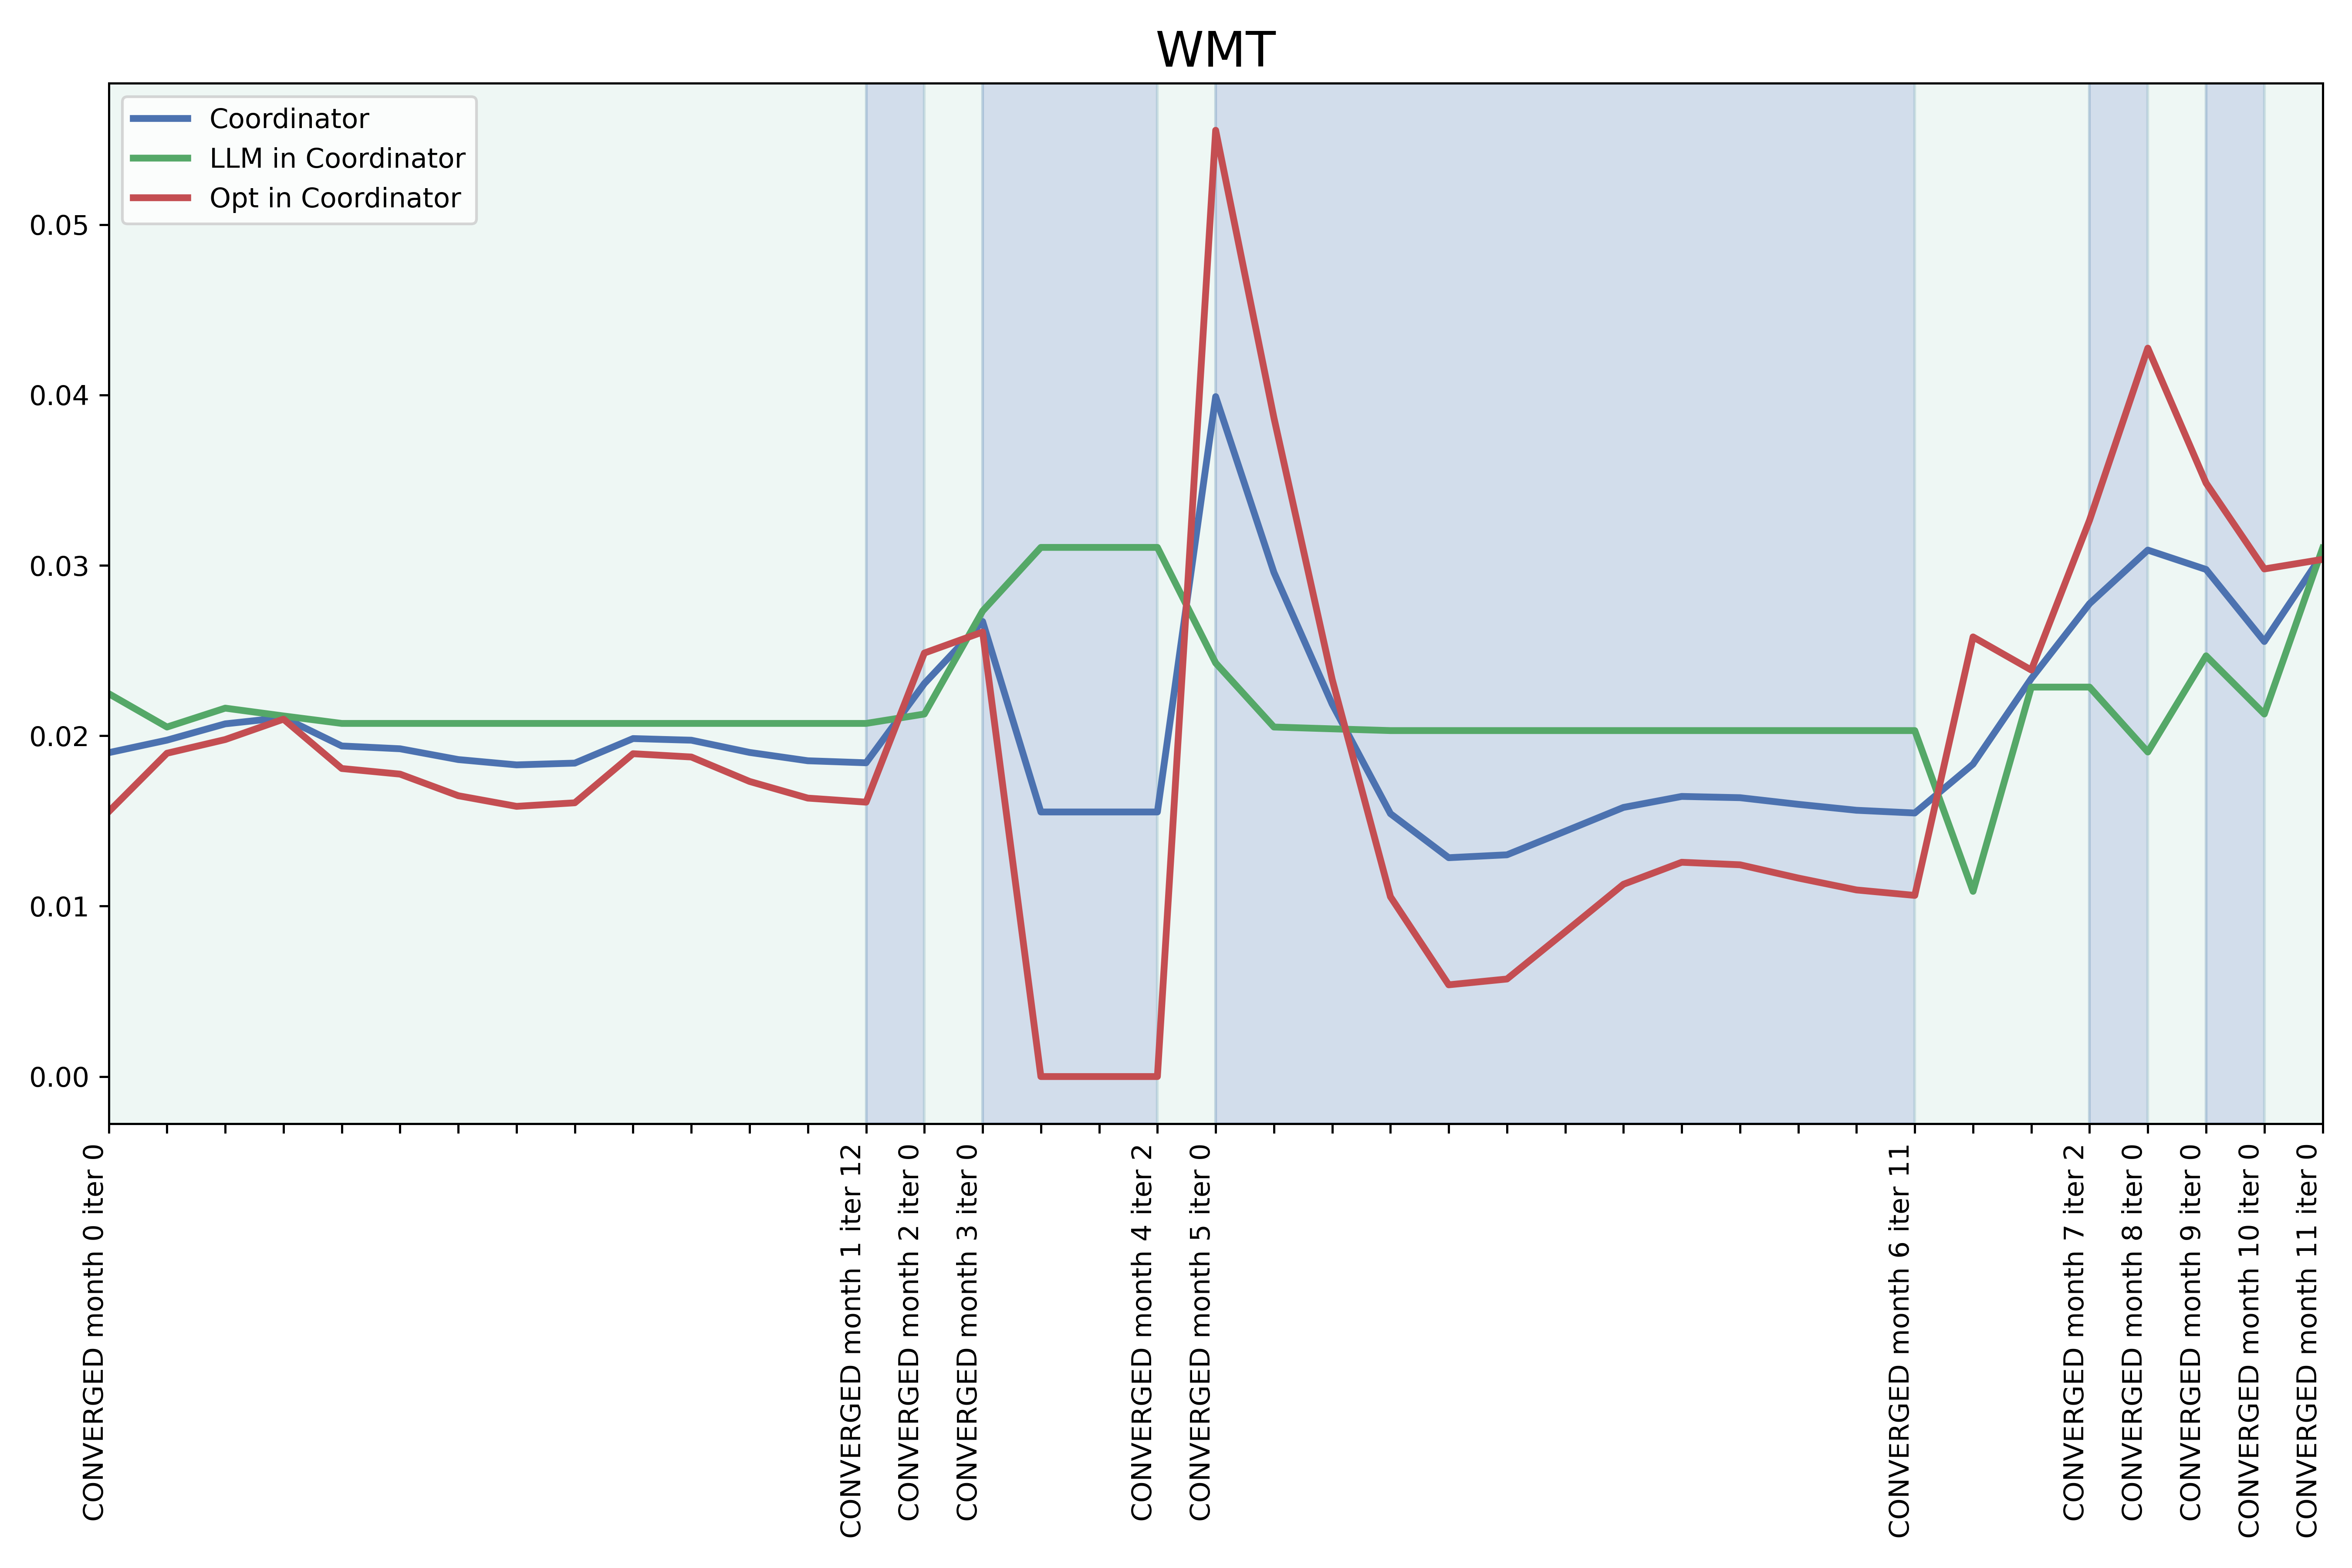 WMT
Coordinator
LLM in Coordinator
Opt in Coordinator
0.05
0.04
0.03
0.02
0.01
0.00
CONVERGED month 0 iter 0
CONVERGED month 1 iter 12
CONVERGED month 2 iter 0
CONVERGED month 3 iter 0
CONVERGED month 4 iter 2
CONVERGED month 5 iter 0
CONVERGED month 6 iter 11
CONVERGED month 7 iter 2
CONVERGED month 8 iter 0
CONVERGED month 9 iter 0
CONVERGED month 10 iter 0
CONVERGED month 11 iter 0